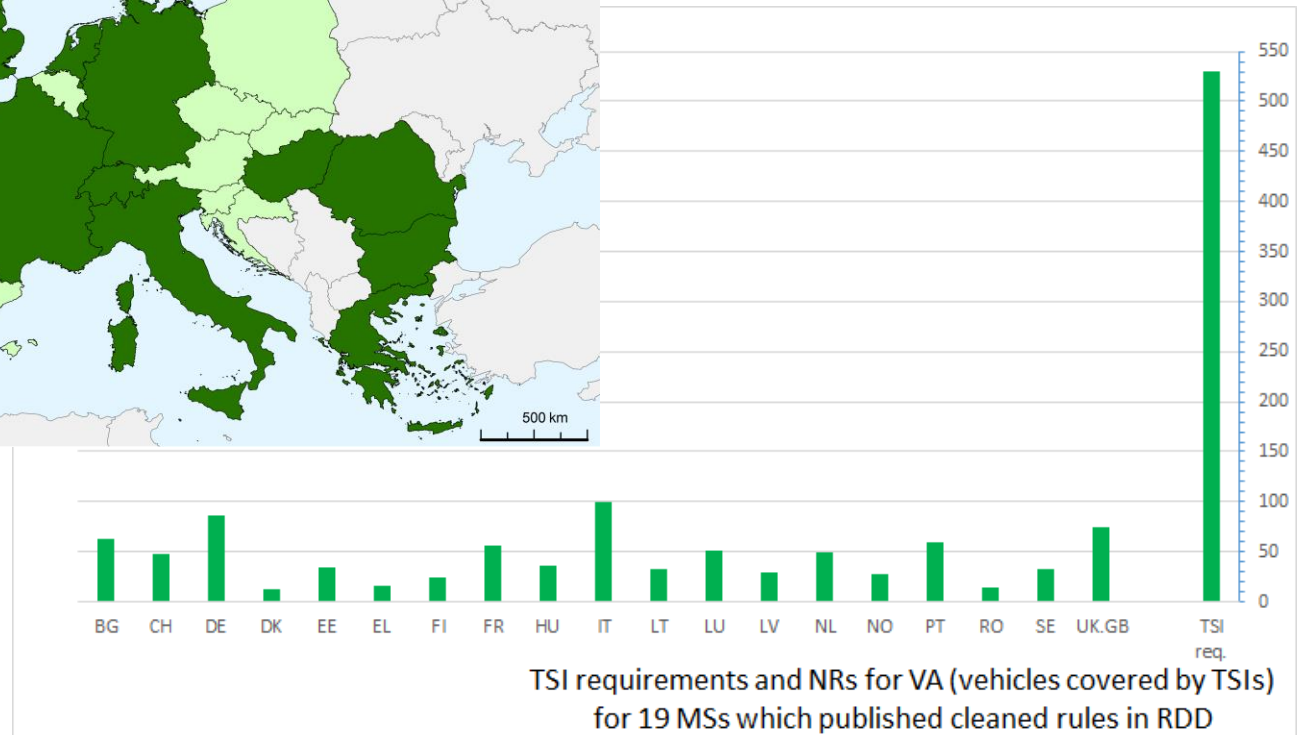 500 km
550
500
450
400
350
300
250
200
150
100
50
0
BG CH DE DK EE EL FI FR HU IT LT LU LV NL NO PT RO SE UK.GB TSI
req.
TSI requirements and NRs for VA (vehicles covered by TSIs)
for 19 MSs which published cleaned rules in RDD